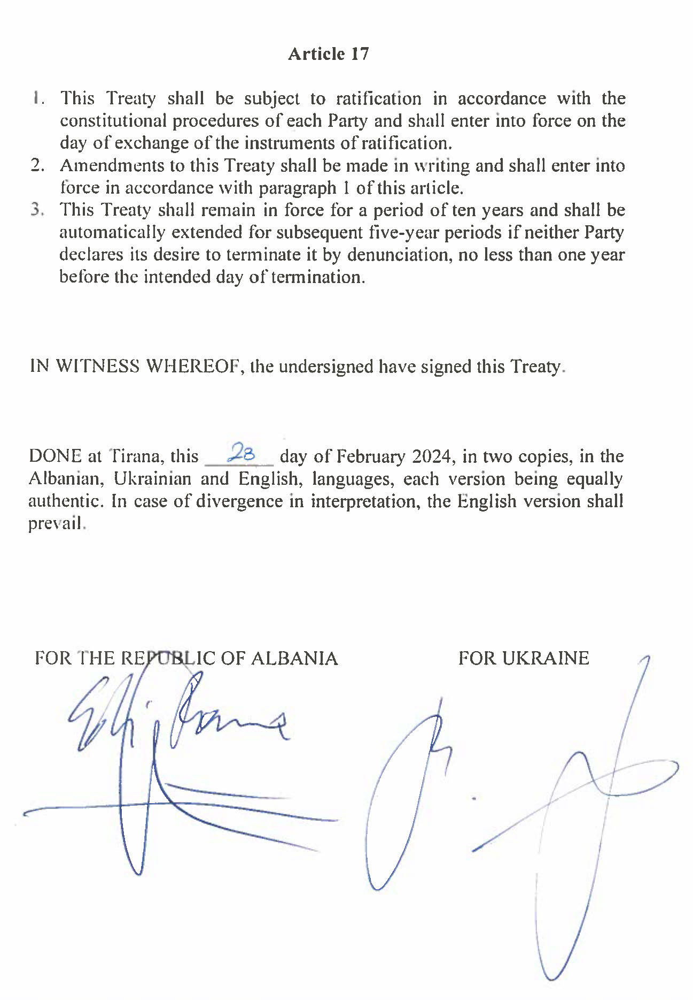 Article 17
1. This Treaty shall be subject to ratification in accordance with the
constitutional procedures of each Party and shall enter into force on the
day of exchange of the instruments of ratification.
2. Amendments to this Treaty shall be made in writing and shall enter into
force in accordance with paragraph 1 of this article.
3. This Treaty shall remain in force for a period of ten years and shall be
automatically extended for subsequent five-year periods if neither Party
declares its desire to terminate it by denunciation, no less than one year
before the intended day of termination.
IN WITNESS WHEREOF, the undersigned have signed this Treaty.
DONE at Tirana, this 28 day of February 2024, in two copies, in the
Albanian, Ukrainian and English, languages, each version being equally
authentic. In case of divergence in interpretation, the English version shall
prevail.
FOR THE REPUBLIC OF ALBANIA FOR UKRAINE